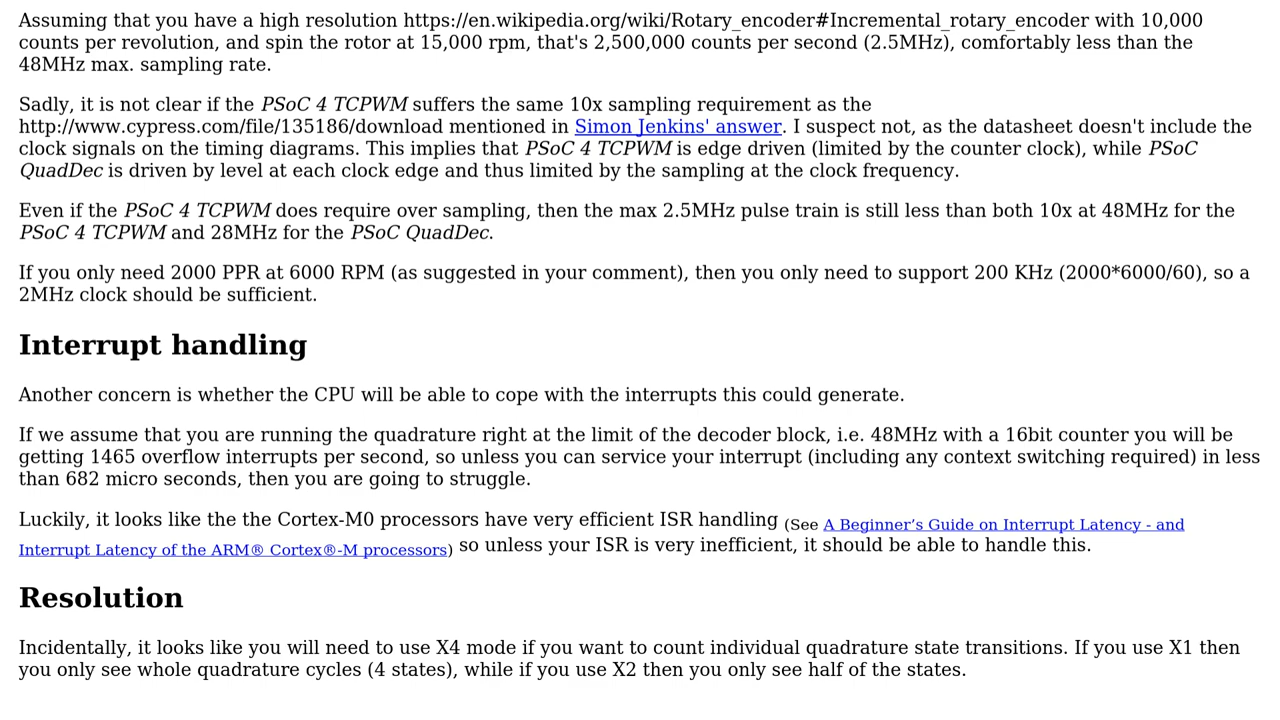 Assuming that you have a high resolution https://en.wikipedia.org/wiki/Rotary_encoder#Incremental_rotary_encoder with 10,000
counts per revolution, and spin the rotor at 15,000 rpm, that's 2,500,000 counts per second (2.5MHz), comfortably less than the
48MHz max. sampling rate.
Sadly, it is not clear if the PSoC 4 TCPWM suffers the same 10x sampling requirement as the
http://www.cypress.com/file/135186/download mentioned in Simon Jenkins' answer. I suspect not, as the datasheet doesn't include the
clock signals on the timing diagrams. This implies that PSoC 4 TCPWM is edge driven (limited by the counter clock), while PSoC
QuadDec is driven by level at each clock edge and thus limited by the sampling at the clock frequency.
Even if the PSoC 4 TCPWM does require over sampling, then the max 2.5MHz pulse train is still less than both 10x at 48MHz for the
PSoC 4 TCPWM and 28MHz for the PSoC QuadDec.
If you only need 2000 PPR at 6000 RPM (as suggested in your comment), then you only need to support 200 KHz (2000*6000/60), so a
2MHz clock should be sufficient.
Interrupt handling
Another concern is whether the CPU will be able to cope with the interrupts this could generate.
If we assume that you are running the quadrature right at the limit of the decoder block, i.e. 48MHz with a 16bit counter you will be
getting 1465 overflow interrupts per second, so unless you can service your interrupt (including any context switching required) in less
than 682 micro seconds, then you are going to struggle.
Luckily, it looks like the the Cortex-M0 processors have very efficient ISR handling (See A Beginner’s Guide on Interrupt Latency - and
Interrupt Latency of the ARM® Cortex®-M processors) so unless your ISR is very inefficient, it should be able to handle this.
Resolution
Incidentally, it looks like you will need to use X4 mode if you want to count individual quadrature state transitions. If you use X1 then
you only see whole quadrature cycles (4 states), while if you use X2 then you only see half of the states.